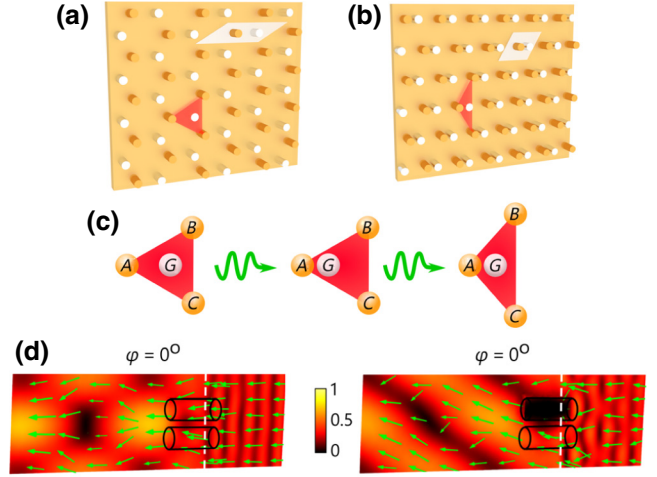 (a)
(b)
(c)
A B G C
A B G C
A B G C
(d)
φ = 0°
φ = 0°
1
0.5
0